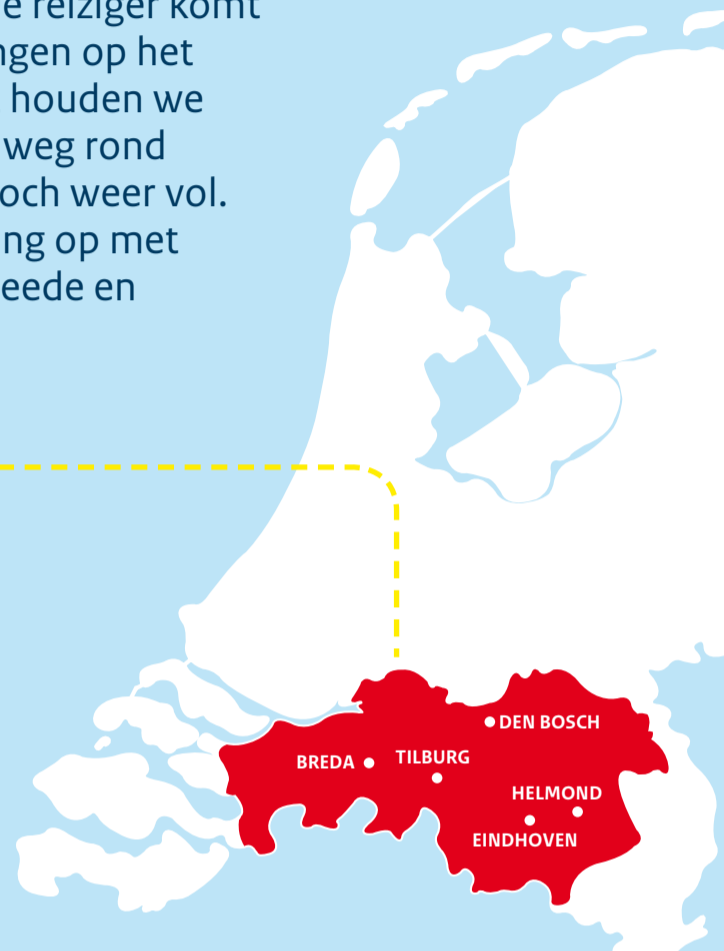 e reiziger komt
ngen op het
houden we
weg rond
och weer vol.
ng op met
eede en
DEN BOSCH
BREDA
TILBURG
HELMOND
EINDHOVEN